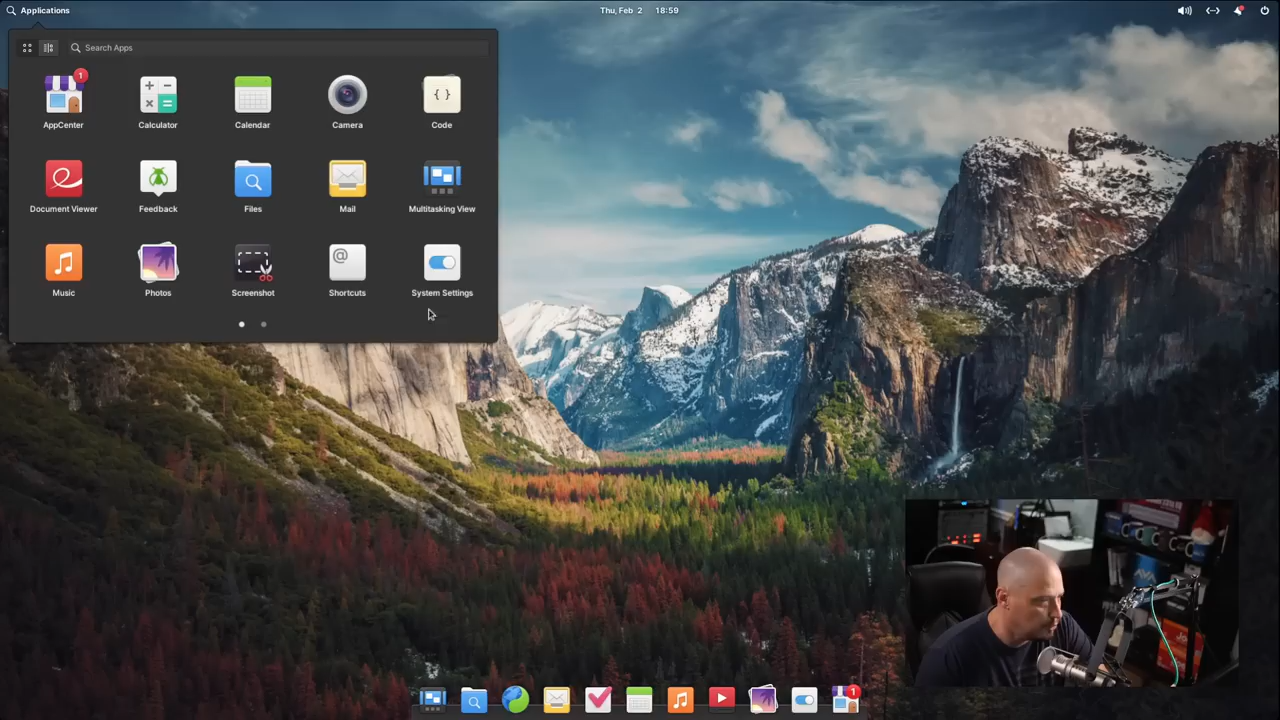 Applications
Thu, Feb 2 18:59
Search Apps
1
AppCenter
Calculator
Calendar
Camera
{ }
Code
Document Viewer
Feedback
Files
Mail
Multitasking View
@
Music
Photos
Screenshot
Shortcuts
System Settings
1